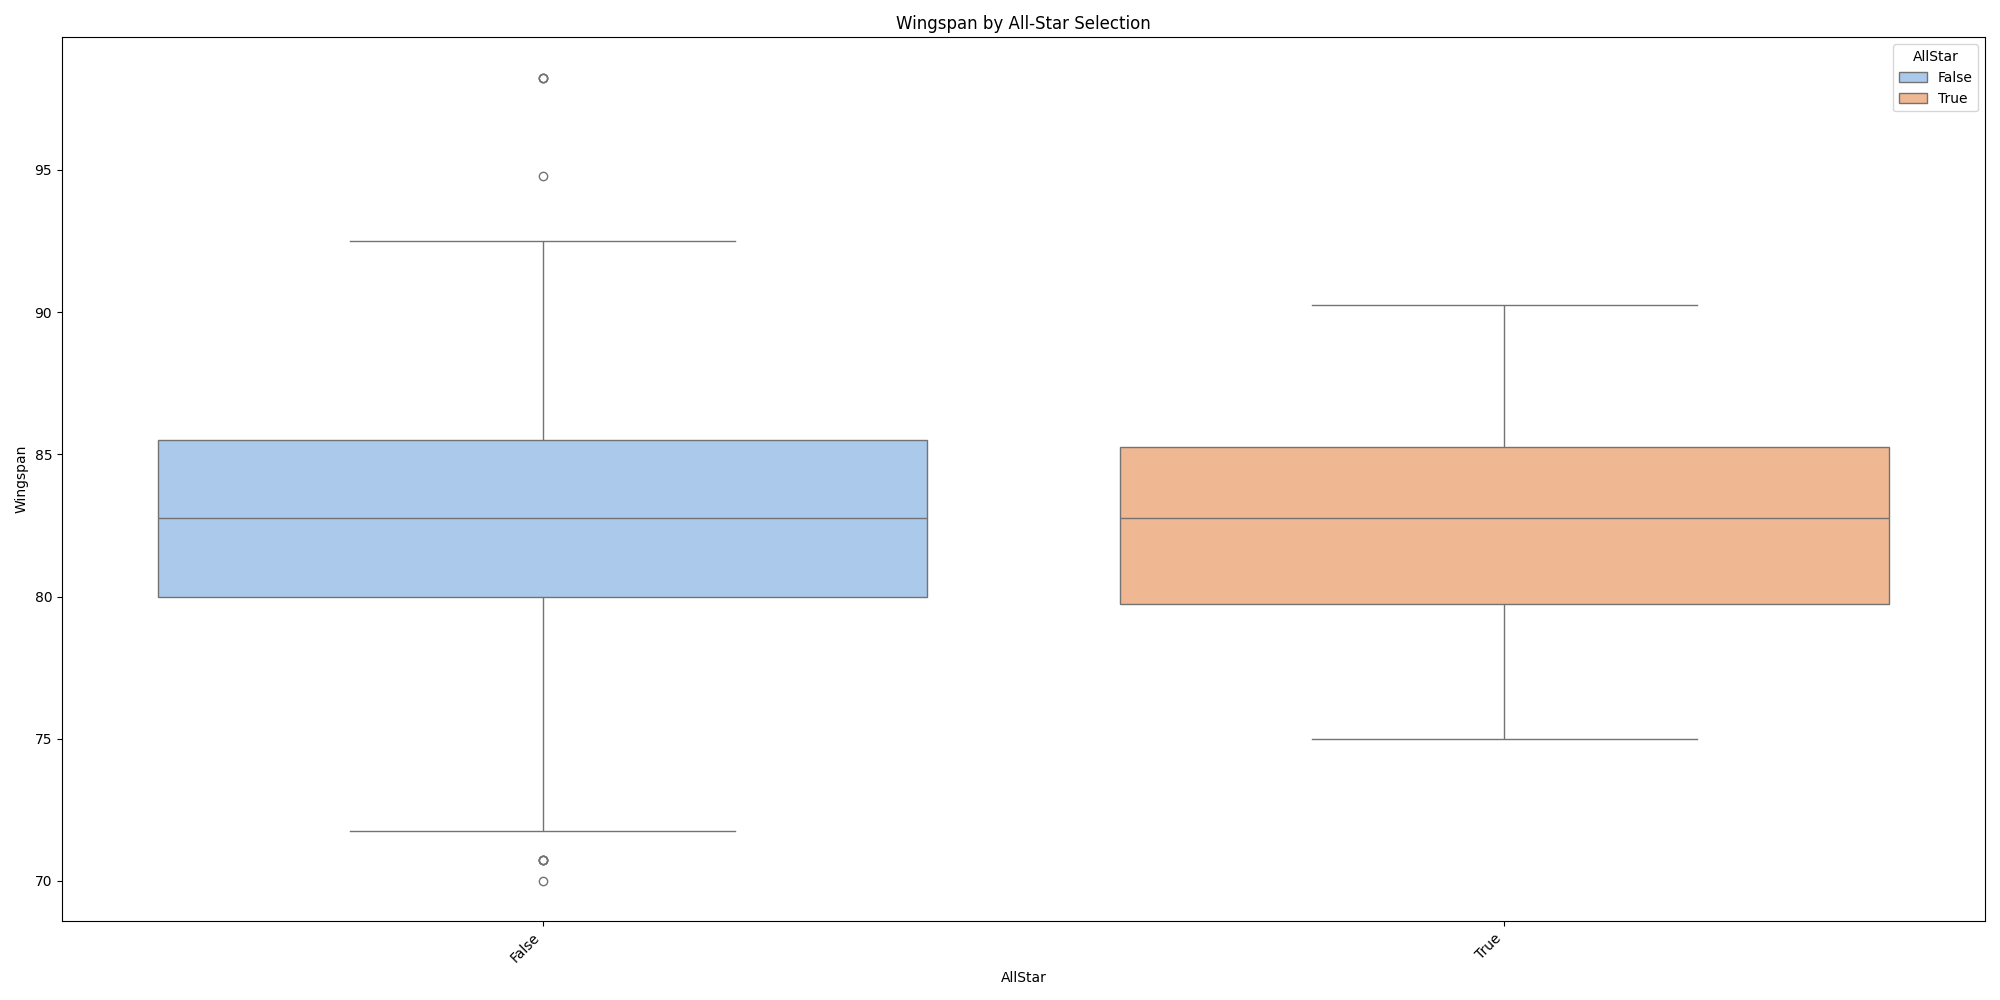 Wingspan by All-Star Selection
AllStar
False
True
95
90
85
80
75
70
Wingspan
False
True
AllStar